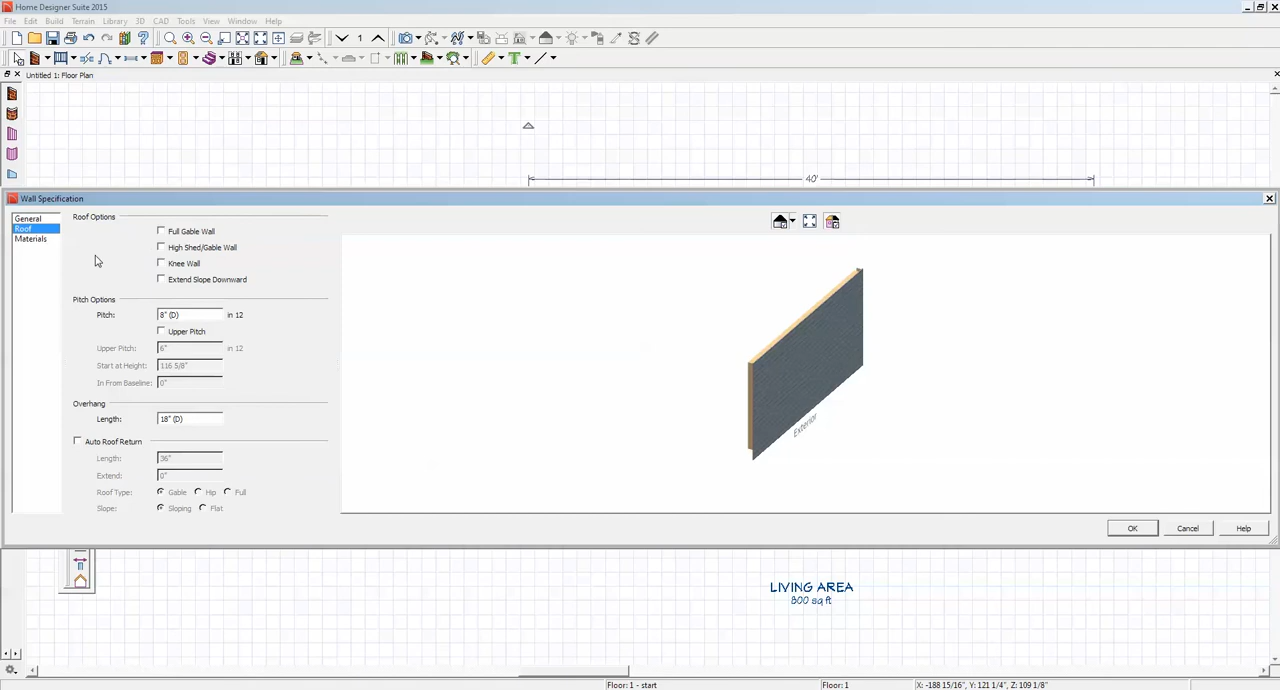 Home Designer Suite 2015
File Edit Build Terrain Library 3D CAD Tools View Window Help
1
Untitled 1: Floor Plan
40'
Wall Specification
General
Roof
Materials
Roof Options
Full Gable Wall
High Shed/Gable Wall
Knee Wall
Extend Slope Downward
Pitch Options
Pitch: 8" (D) in 12
Upper Pitch
Upper Pitch: 6" in 12
Start at Height: 116 5/8"
In From Baseline: 0"
Overhang
Length: 18" (D)
Auto Roof Return
Length: 36"
Extend: 0"
Roof Type: Gable Hip Full
Slope: Sloping Flat
Exterior
OK Cancel Help
LIVING AREA
800 sq ft
Floor: 1 - start Floor: 1 X: -188 15/16", Y: 121 1/4", Z: 109 1/8"